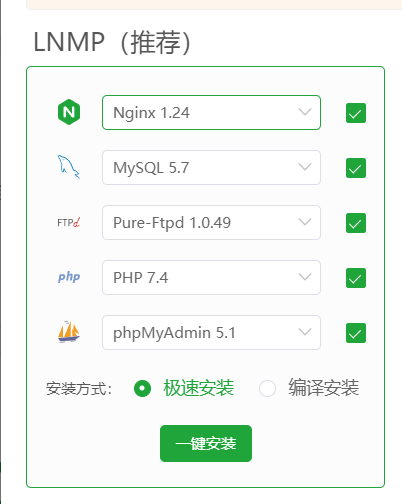 LNMP（推荐）
N Nginx 1.24
MySQL 5.7
FTPd Pure-Ftpd 1.0.49
php PHP 7.4
phpMyAdmin 5.1
安装方式： 极速安装 编译安装
一键安装